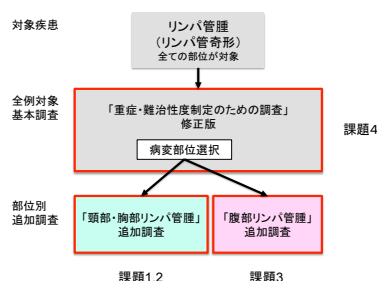 対象疾患
リンパ管腫
（リンパ管奇形）
全ての部位が対象
全例対象
基本調査
「重症・難治性度制定のための調査」
修正版
病変部位選択
課題4
部位別
追加調査
「頸部・胸部リンパ管腫」
追加調査
「腹部リンパ管腫」
追加調査
課題1,2
課題3